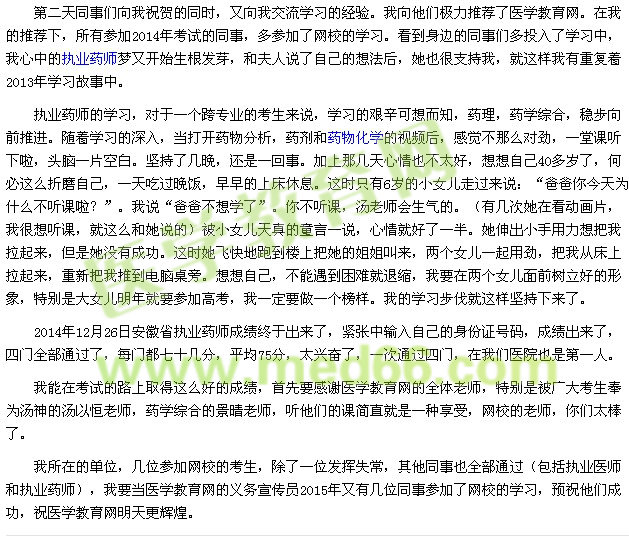 第二天同事们向我祝贺的同时，又向我交流学习的经验。我向他们极力推荐了医学教育网。在我
的推荐下，所有参加2014年考试的同事，多参加了网校的学习。看到身边的同事们多投入了学习中，
我心中的执业药师梦又开始生根发芽，和夫人说了自己的想法后，她也很支持我，就这样我有重复着
2013年学习故事中。
执业药师的学习，对于一个跨专业的考生来说，学习的艰辛可想而知，药理，药学综合，稳步向
前推进。随着学习的深入，当打开药物分析，药剂和药物化学的视频后，感觉不那么对劲，一堂课听
下啦，头脑一片空白。坚持了几晚，还是一回事。加上那几天心情也不太好，想想自己40多岁了，何
必这么折磨自己，一天吃过晚饭，早早的上床休息。这时只有6岁的小女儿走过来说：“爸爸你今天为
什么不听课啦？”。我说“爸爸不想学了”。你不听课，汤老师会生气的。（有几次她在看动画片，
我很想听课，就这么和她说的）被小女儿天真的童言一说，心情就好了一半。她伸出小手用力想把我
拉起来，但是她没有成功。这时她飞快地跑到楼上把她的姐姐叫来，两个女儿一起用劲，把我从床上
拉起来，重新把我推到电脑桌旁。想想自己，不能遇到困难就退缩，我要在两个女儿面前树立好的形
象，特别是大女儿明年就要参加高考，我一定要做一个榜样。我的学习步伐就这样坚持下来了。
2014年12月26日安徽省执业药师成绩终于出来了，紧张中输入自己的身份证号码，成绩出来了，
四门全部通过了，每门都七十几分，平均75分。太兴奋了，一次通过四门，在我们医院也是第一人。
我能在考试的路上取得这么好的成绩，首先要感谢医学教育网的全体老师，特别是被广大考生奉
为汤神的汤以恒老师，药学综合的景晴老师，听他们的课简直就是一种享受，网校的老师，你们太棒
了。
我所在的单位，几位参加网校的考生，除了一位发挥失常，其他同事也全部通过（包括执业医师
和执业药师），我要当医学教育网的义务宣传员2015年又有几位同事参加了网校的学习，预祝他们成
功，祝医学教育网明天更辉煌。
医学教育网
www.med66.com